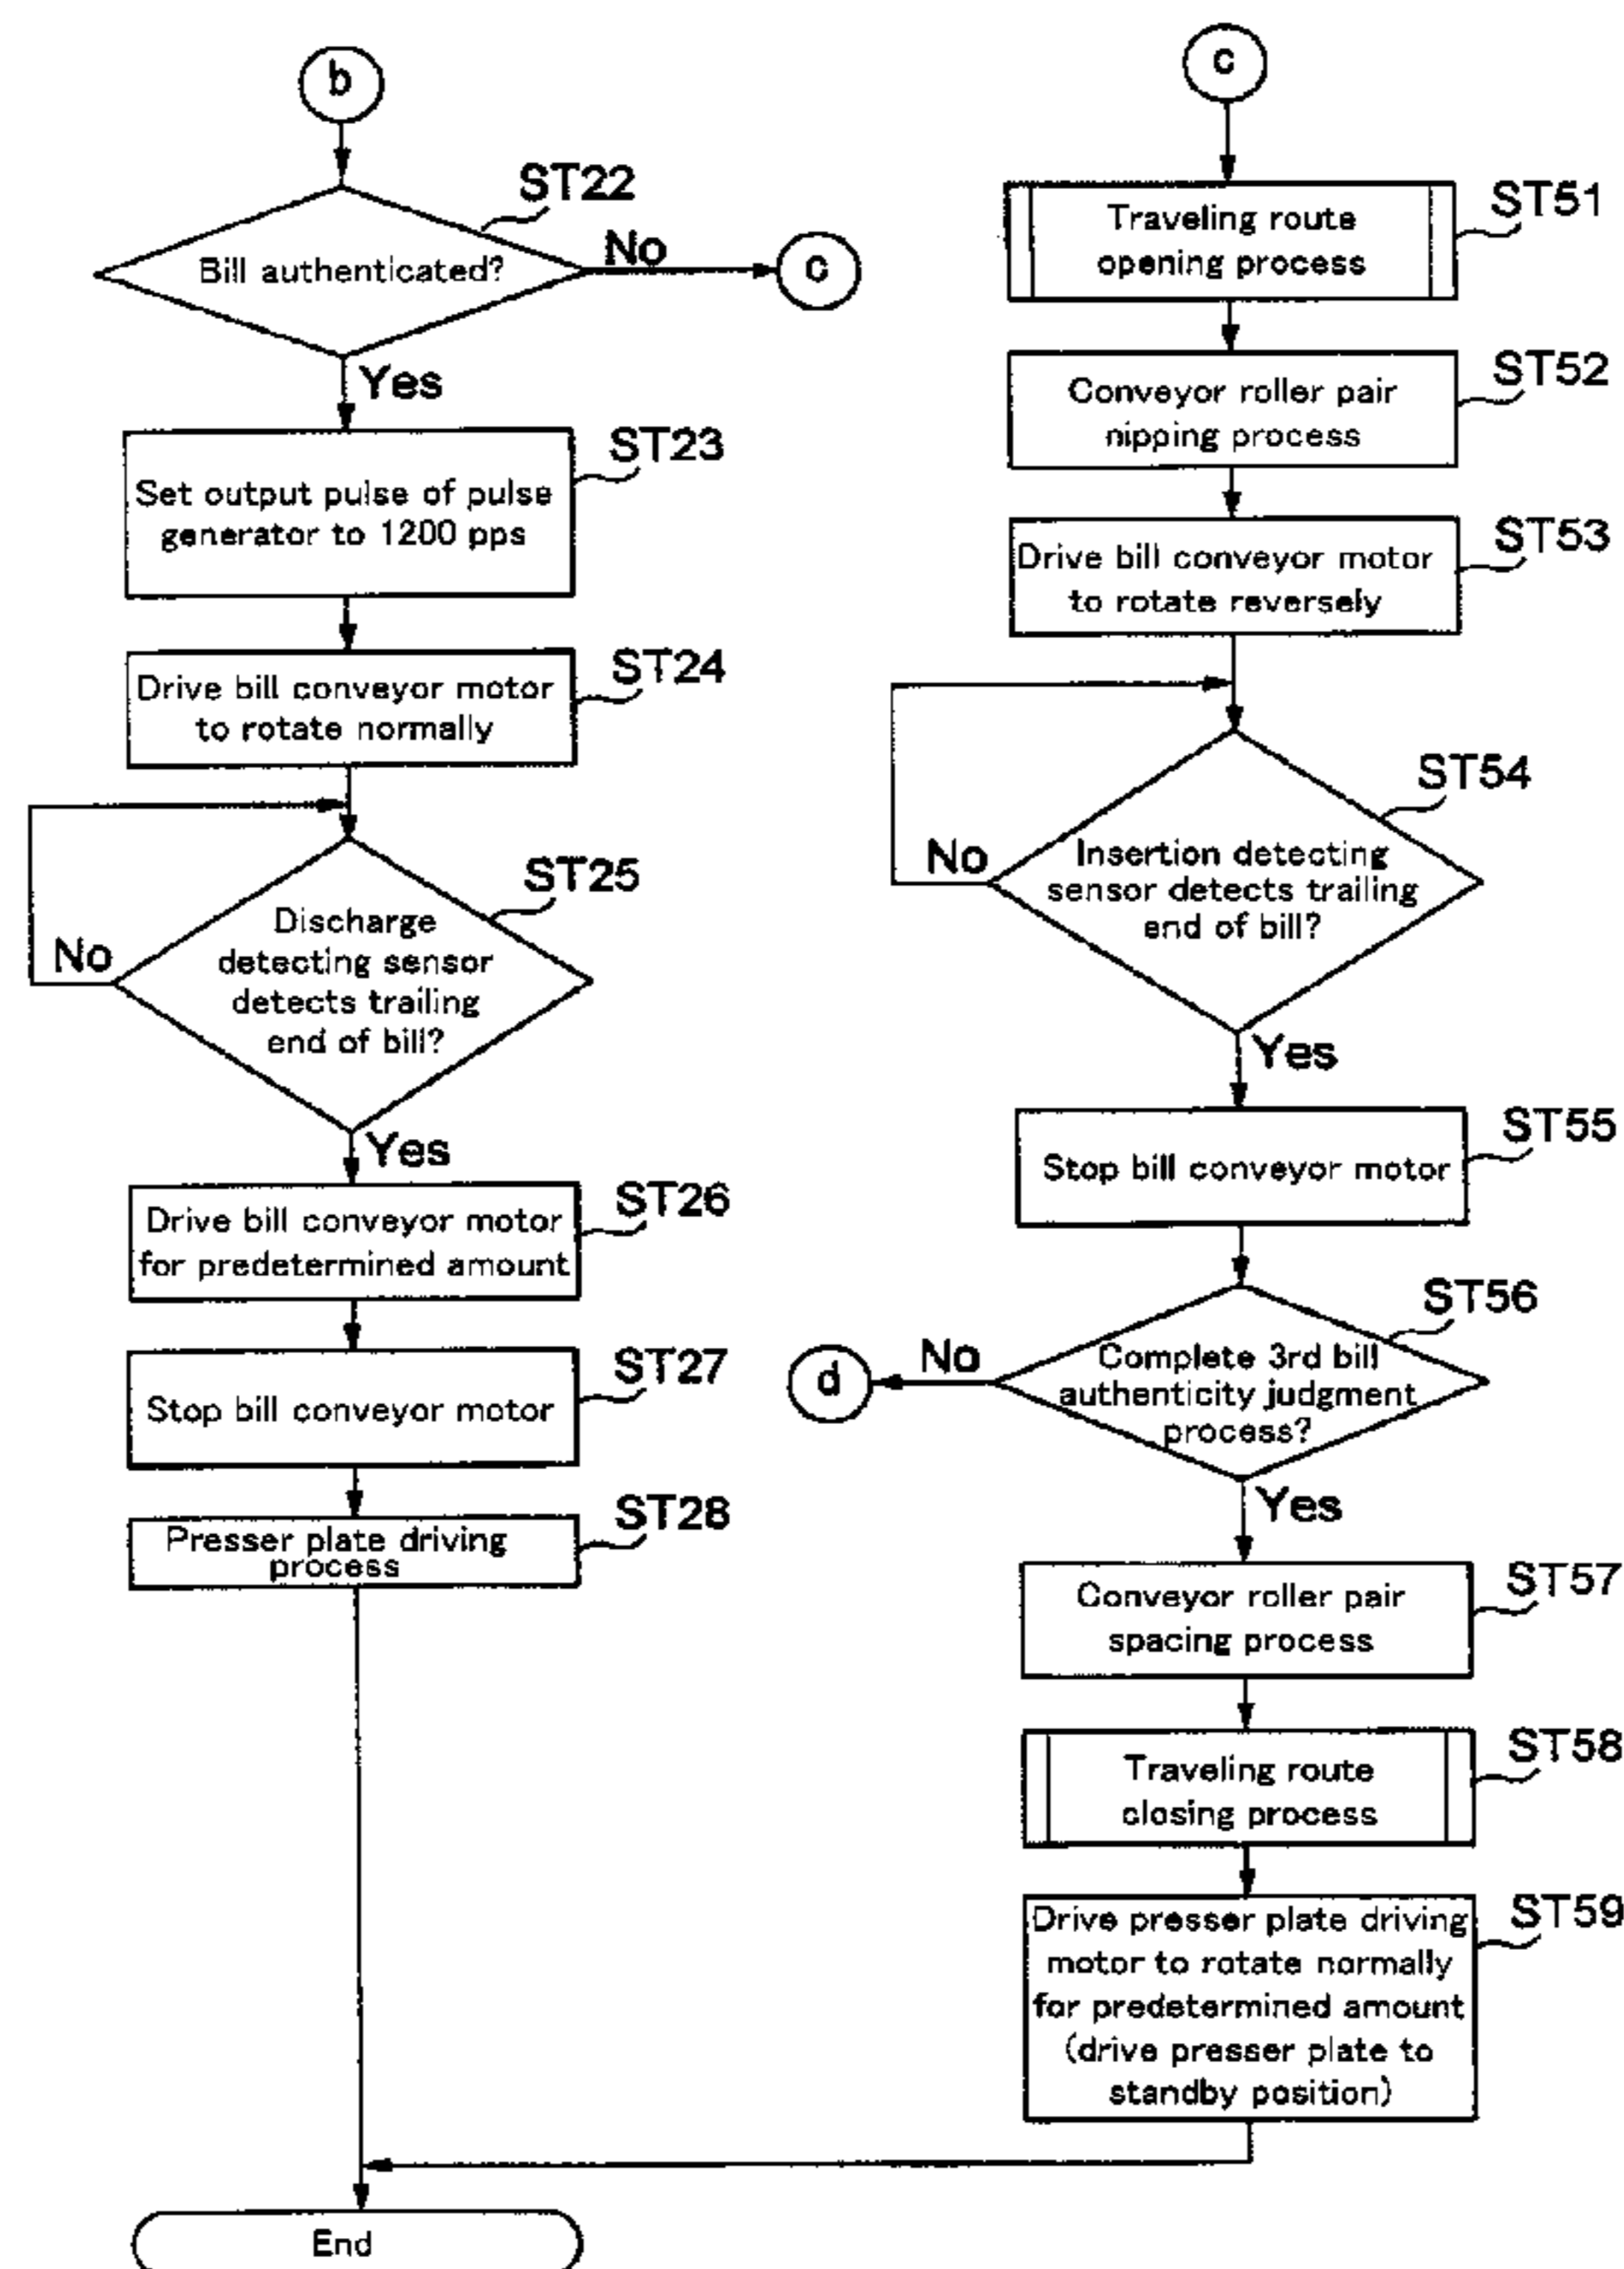 b
ST22
Bill authenticated?
No
c
Yes
ST23
Set output pulse of pulse
generator to 1200 pps
ST24
Drive bill conveyor motor
to rotate normally
ST25
Discharge
detecting sensor
detects trailing
end of bill?
No
Yes
ST26
Drive bill conveyor motor
for predetermined amount
ST27
Stop bill conveyor motor
ST28
Presser plate driving
process
End
c
ST51
Traveling route
opening process
ST52
Conveyor roller pair
nipping process
ST53
Drive bill conveyor motor
to rotate reversely
ST54
Insertion detecting
sensor detects trailing
end of bill?
No
Yes
ST55
Stop bill conveyor motor
ST56
Complete 3rd bill
authenticity judgment
process?
No
d
Yes
ST57
Conveyor roller pair
spacing process
ST58
Traveling route
closing process
ST59
Drive presser plate driving
motor to rotate normally
for predetermined amount
(drive presser plate to
standby position)